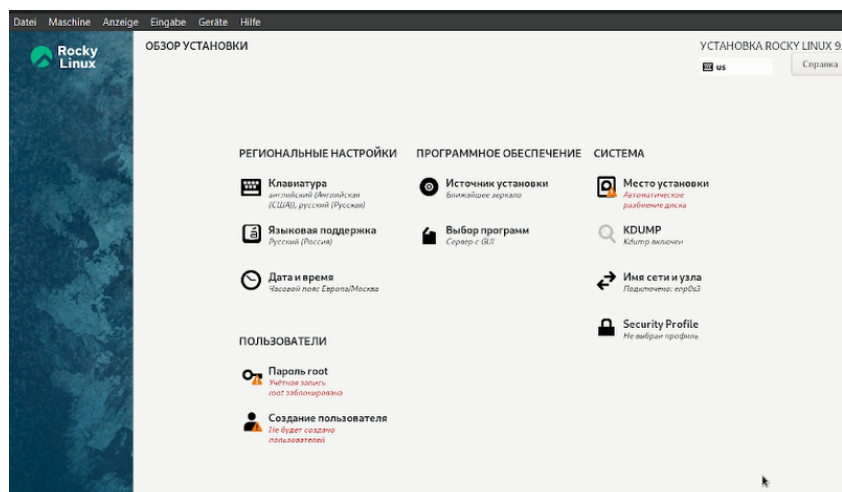 Datei Maschine Anzeige Eingabe Geräte Hilfe
Rocky
Linux
ОБЗОР УСТАНОВКИ
УСТАНОВКА ROCKY LINUX 9.
us
Справка
РЕГИОНАЛЬНЫЕ НАСТРОЙКИ
Клавиатура
английский (Английская
(США)), русский (Русская)
Языковая поддержка
Русский (Россия)
Дата и время
Часовой пояс Европа/Москва
ПРОГРАММНОЕ ОБЕСПЕЧЕНИЕ
Источник установки
Ближайшее зеркало
Выбор программ
Сервер с GUI
СИСТЕМА
Место установки
Автоматическое
разбиение диска
KDUMP
Kdump включен
Имя сети и узла
Подключено: enp0s3
Security Profile
Не выбран профиль
ПОЛЬЗОВАТЕЛИ
Пароль root
Учётная запись
root заблокирована
Создание пользователя
Не будет создано
пользователей